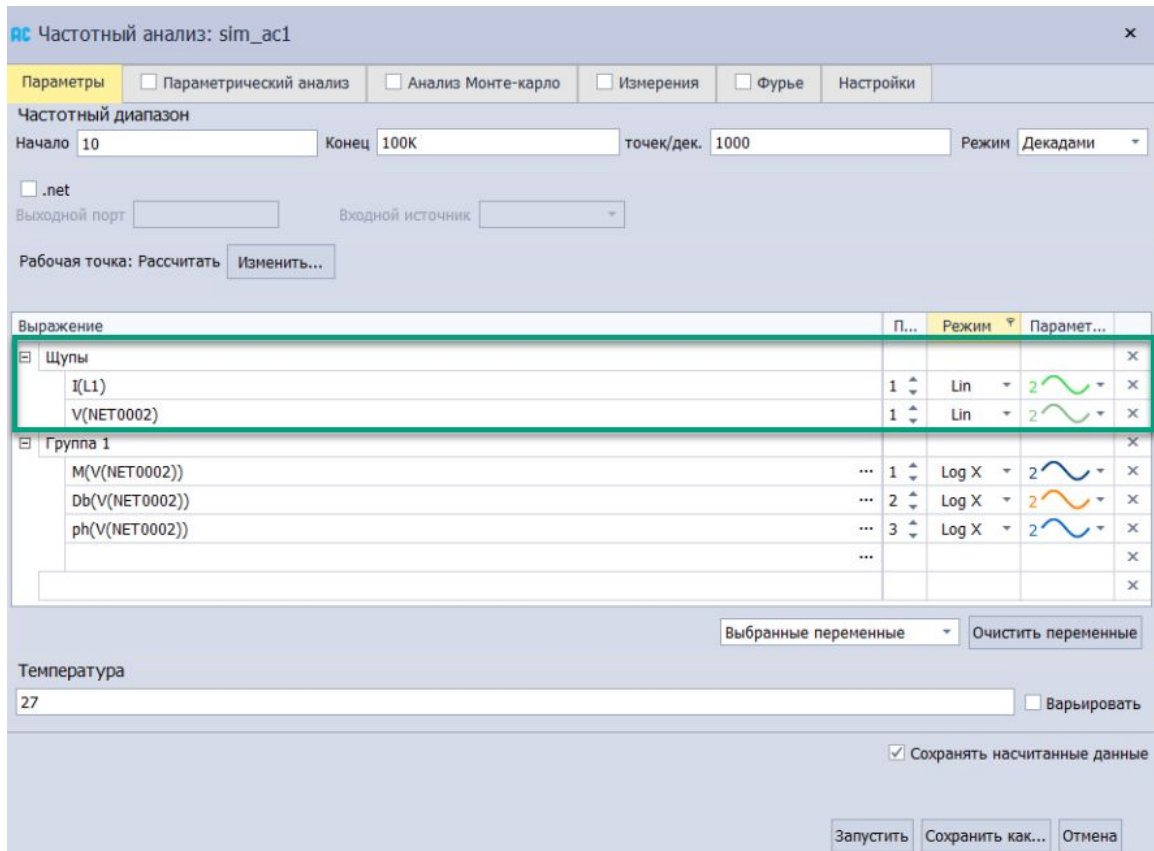 AC Частотный анализ: sim_ac1
Параметры Параметрический анализ Анализ Монте-карло Измерения Фурье Настройки
Частотный диапазон
Начало 10 Конец 100K точек/дек. 1000 Режим Декадами
.net
Выходной порт Входной источник
Рабочая точка: Рассчитать Изменить...
Выражение П... Режим Парамет...
Щупы
I(L1) 1 Lin 2
V(NET0002) 1 Lin 2
Группа 1
M(V(NET0002)) ... 1 Log X 2
Db(V(NET0002)) ... 2 Log X 2
ph(V(NET0002)) ... 3 Log X 2
...
Выбранные переменные Очистить переменные
Температура
27 Варьировать
Сохранять насчитанные данные
Запустить Сохранить как... Отмена